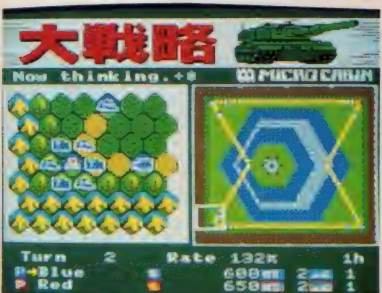 大戦略
Now thinking.
MICRO CABIN
Turn 2 Rate 132% 1h
Blue 600 2 1
Red 650 2 1